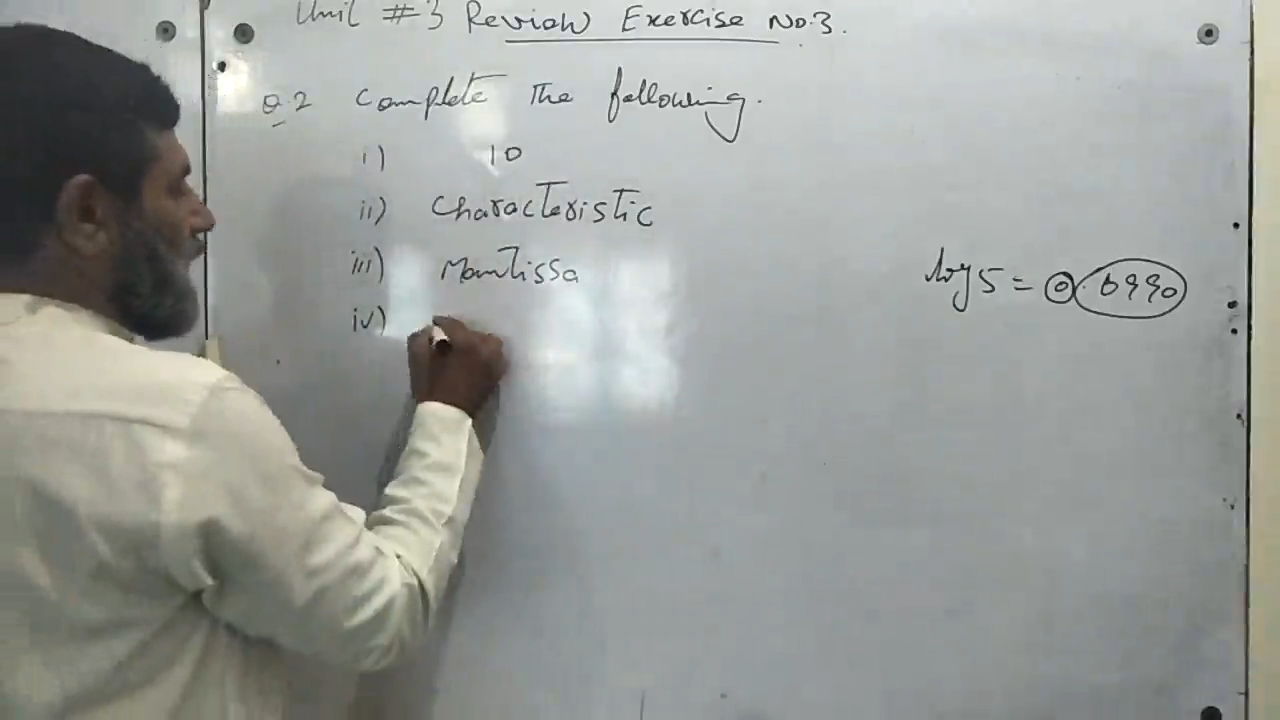 Unit #3 Review Exercise No.3.
Q.2 Complete The following.
i) 10
ii) Characteristic
iii) Mantissa
log 5 = 0.6990
iv)